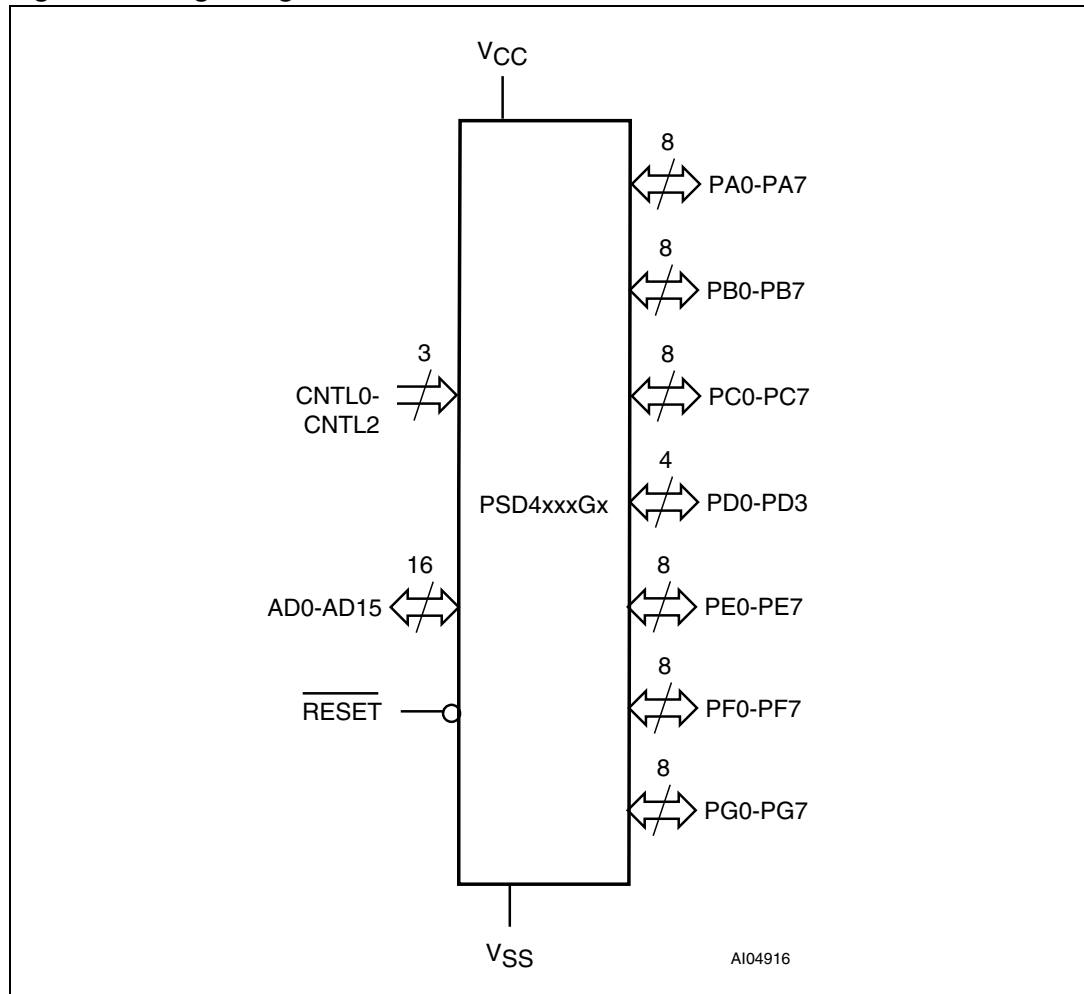 VCC
8
PA0-PA7
8
PB0-PB7
3
CNTL0-
CNTL2
8
PC0-PC7
4
PD0-PD3
PSD4xxxGx
16
AD0-AD15
8
PE0-PE7
RESET
8
PF0-PF7
8
PG0-PG7
VSS
AI04916